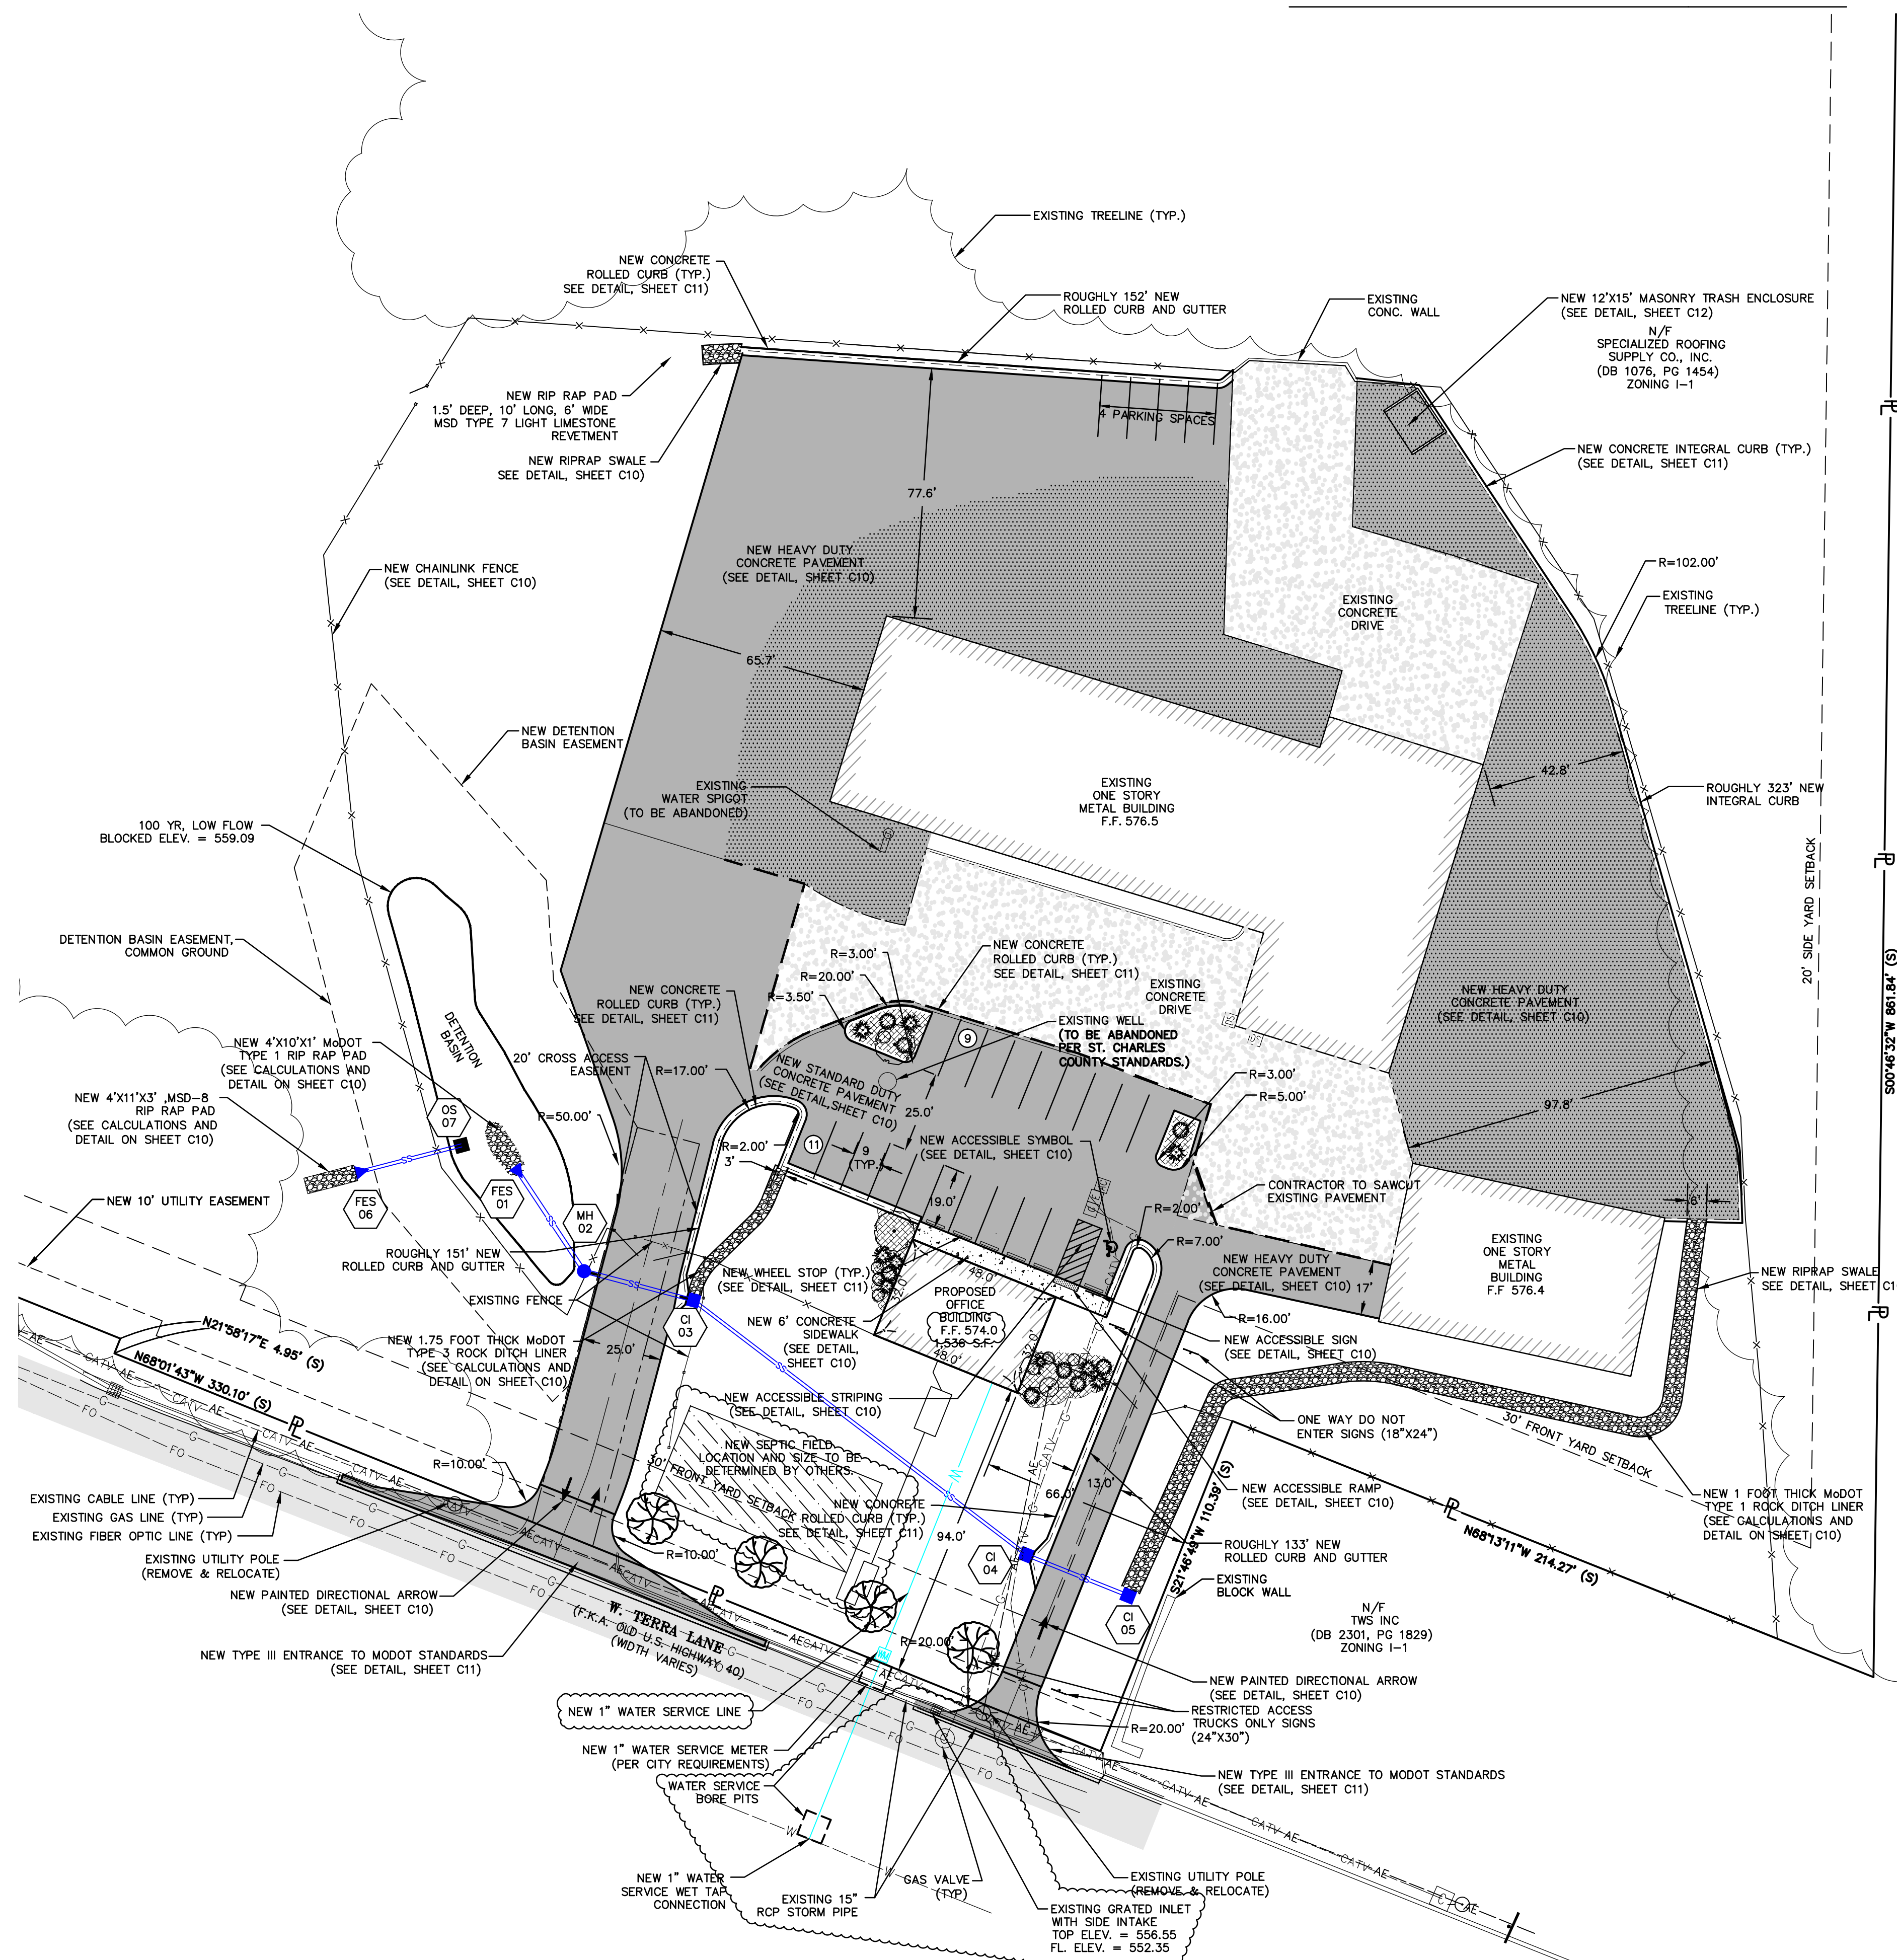 EXISTING TREELINE (TYP.)
NEW CONCRETE
ROLLED CURB (TYP.)
SEE DETAIL, SHEET C11)
ROUGHLY 152' NEW
ROLLED CURB AND GUTTER
EXISTING
CONC. WALL
NEW 12'X15' MASONRY TRASH ENCLOSURE
(SEE DETAIL, SHEET C12)
N/F
SPECIALIZED ROOFING
SUPPLY CO., INC.
(DB 1076, PG 1454)
ZONING I-1
NEW RIP RAP PAD
1.5' DEEP, 10' LONG, 6' WIDE
MSD TYPE 7 LIGHT LIMESTONE
REVETMENT
NEW RIPRAP SWALE
SEE DETAIL, SHEET C10)
4 PARKING SPACES
NEW CONCRETE INTEGRAL CURB (TYP.)
(SEE DETAIL, SHEET C11)
77.6'
NEW HEAVY DUTY
CONCRETE PAVEMENT
(SEE DETAIL, SHEET C10)
NEW CHAINLINK FENCE
(SEE DETAIL, SHEET C10)
R=102.00'
EXISTING
TREELINE (TYP.)
EXISTING
CONCRETE
DRIVE
65.7'
NEW DETENTION
BASIN EASEMENT
EXISTING
WATER SPIGOT
(TO BE ABANDONED)
EXISTING
ONE STORY
METAL BUILDING
F.F. 576.5
42.8'
ROUGHLY 323' NEW
INTEGRAL CURB
100 YR, LOW FLOW
BLOCKED ELEV. = 559.09
20' SIDE YARD SETBACK
S00°46'32"W 861.84' (S)
DETENTION BASIN EASEMENT,
COMMON GROUND
R=3.00'
R=20.00'
R=3.50'
NEW CONCRETE
ROLLED CURB (TYP.)
SEE DETAIL, SHEET C11)
NEW CONCRETE
ROLLED CURB (TYP.)
SEE DETAIL, SHEET C11)
EXISTING
CONCRETE
DRIVE
NEW HEAVY DUTY
CONCRETE PAVEMENT
(SEE DETAIL, SHEET C10)
DETENTION
BASIN
9
EXISTING WELL
(TO BE ABANDONED
PER ST. CHARLES
COUNTY STANDARDS.)
NEW 4'X10'X1' MoDOT
TYPE 1 RIP RAP PAD
(SEE CALCULATIONS AND
DETAIL ON SHEET C10)
20' CROSS ACCESS
EASEMENT
R=17.00'
NEW STANDARD DUTY
CONCRETE PAVEMENT
(SEE DETAIL,SHEET C10)
R=3.00'
R=5.00'
NEW 4'X11'X3' ,MSD-8
RIP RAP PAD
(SEE CALCULATIONS AND
DETAIL ON SHEET C10)
OS
07
R=50.00'
25.0'
97.8'
R=2.00'
3'
11
9
(TYP.)
NEW ACCESSIBLE SYMBOL
(SEE DETAIL, SHEET C10)
CONTRACTOR TO SAWCUT
EXISTING PAVEMENT
NEW 10' UTILITY EASEMENT
FES
06
FES
01
MH
02
19.0'
R=2.00'
6'
ROUGHLY 151' NEW
ROLLED CURB AND GUTTER
R=7.00'
EXISTING
ONE STORY
METAL
BUILDING
F.F 576.4
NEW HEAVY DUTY
CONCRETE PAVEMENT
(SEE DETAIL, SHEET C10)
17'
NEW WHEEL STOP (TYP.)
(SEE DETAIL, SHEET C11)
48.0'
32.0'
NEW RIPRAP SWALE
SEE DETAIL, SHEET C10
EXISTING FENCE
PROPOSED
OFFICE
BUILDING
F.F. 574.0
1,536 S.F.
N21°58'17"E 4.95' (S)
CI
03
NEW 6' CONCRETE
SIDEWALK
(SEE DETAIL,
SHEET C10)
R=16.00'
NEW ACCESSIBLE SIGN
(SEE DETAIL, SHEET C10)
NEW 1.75 FOOT THICK MoDOT
TYPE 3 ROCK DITCH LINER
(SEE CALCULATIONS AND
DETAIL ON SHEET C10)
25.0'
48.0'
32.0'
N68°01'43"W 330.10' (S)
NEW ACCESSIBLE STRIPING
(SEE DETAIL, SHEET C10)
ONE WAY DO NOT
ENTER SIGNS (18"X24")
30' FRONT YARD SETBACK
NEW SEPTIC FIELD
LOCATION AND SIZE TO BE
DETERMINED BY OTHERS.
30' FRONT YARD SETBACK
R=10.00'
NEW ACCESSIBLE RAMP
(SEE DETAIL, SHEET C10)
66.0'
13.0'
EXISTING CABLE LINE (TYP)
EXISTING GAS LINE (TYP)
EXISTING FIBER OPTIC LINE (TYP)
NEW CONCRETE
ROLLED CURB (TYP.)
SEE DETAIL, SHEET C11)
94.0'
S21°46'49"W 110.39' (S)
N68°13'11"W 214.27' (S)
NEW 1 FOOT THICK MoDOT
TYPE 1 ROCK DITCH LINER
(SEE CALCULATIONS AND
DETAIL ON SHEET C10)
EXISTING UTILITY POLE
(REMOVE & RELOCATE)
R=10.00'
CI
04
ROUGHLY 133' NEW
ROLLED CURB AND GUTTER
EXISTING
BLOCK WALL
NEW PAINTED DIRECTIONAL ARROW
(SEE DETAIL, SHEET C10)
W. TERRA LANE
(F.K.A. OLD U.S. HIGHWAY 40)
(WIDTH VARIES)
CI
05
N/F
TWS INC
(DB 2301, PG 1829)
ZONING I-1
NEW TYPE III ENTRANCE TO MODOT STANDARDS
(SEE DETAIL, SHEET C11)
R=20.00'
NEW PAINTED DIRECTIONAL ARROW
(SEE DETAIL, SHEET C10)
NEW 1" WATER SERVICE LINE
RESTRICTED ACCESS
TRUCKS ONLY SIGNS
(24"X30")
R=20.00'
NEW 1" WATER SERVICE METER
(PER CITY REQUIREMENTS)
WATER SERVICE
BORE PITS
NEW TYPE III ENTRANCE TO MODOT STANDARDS
(SEE DETAIL, SHEET C11)
NEW 1" WATER
SERVICE WET TAP
CONNECTION
EXISTING 15"
RCP STORM PIPE
GAS VALVE
(TYP)
EXISTING UTILITY POLE
(REMOVE & RELOCATE)
EXISTING GRATED INLET
WITH SIDE INTAKE
TOP ELEV. = 556.55
FL. ELEV. = 552.35